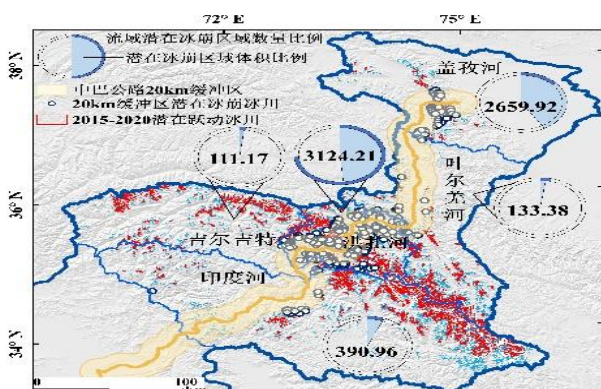 72° E
75° E
流域潜在冰崩区域数量比例
潜在冰崩区域体积比例
中巴公路20km缓冲区
20km缓冲区潜在冰崩冰川
2015-2020潜在跃动冰川
38° N
盖孜河
2659.92
111.17
3124.21
叶尔羌河
36° N
133.38
吉尔吉特
洪扎河
印度河
34° N
390.96
0
100